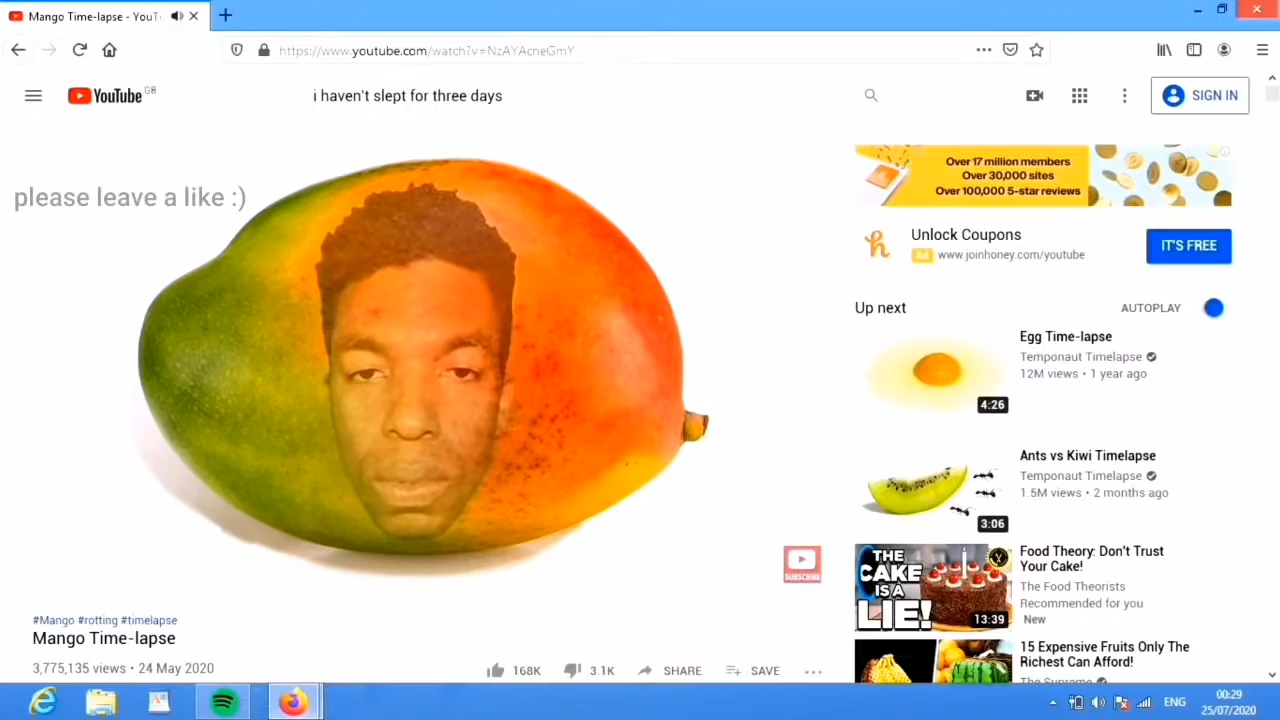 Mango Time-lapse - YouT
https://www.youtube.com/watch?v=NzAYAcneGmY
YouTube GB
i haven't slept for three days
SIGN IN
please leave a like :)
Over 17 million members
Over 30,000 sites
Over 100,000 5-star reviews
h
Unlock Coupons
Ad www.joinhoney.com/youtube
IT'S FREE
Up next
AUTOPLAY
Egg Time-lapse
Temponaut Timelapse
12M views • 1 year ago
4:26
Ants vs Kiwi Timelapse
Temponaut Timelapse
1.5M views • 2 months ago
3:06
THE
CAKE
IS A
LIE!
13:39
Food Theory: Don't Trust
Your Cake!
The Food Theorists
Recommended for you
New
15 Expensive Fruits Only The
Richest Can Afford!
The Supreme
SUBSCRIBE
#Mango #rotting #timelapse
Mango Time-lapse
3,775,135 views • 24 May 2020
168K
3.1K
SHARE
SAVE
ENG
00:29
25/07/2020